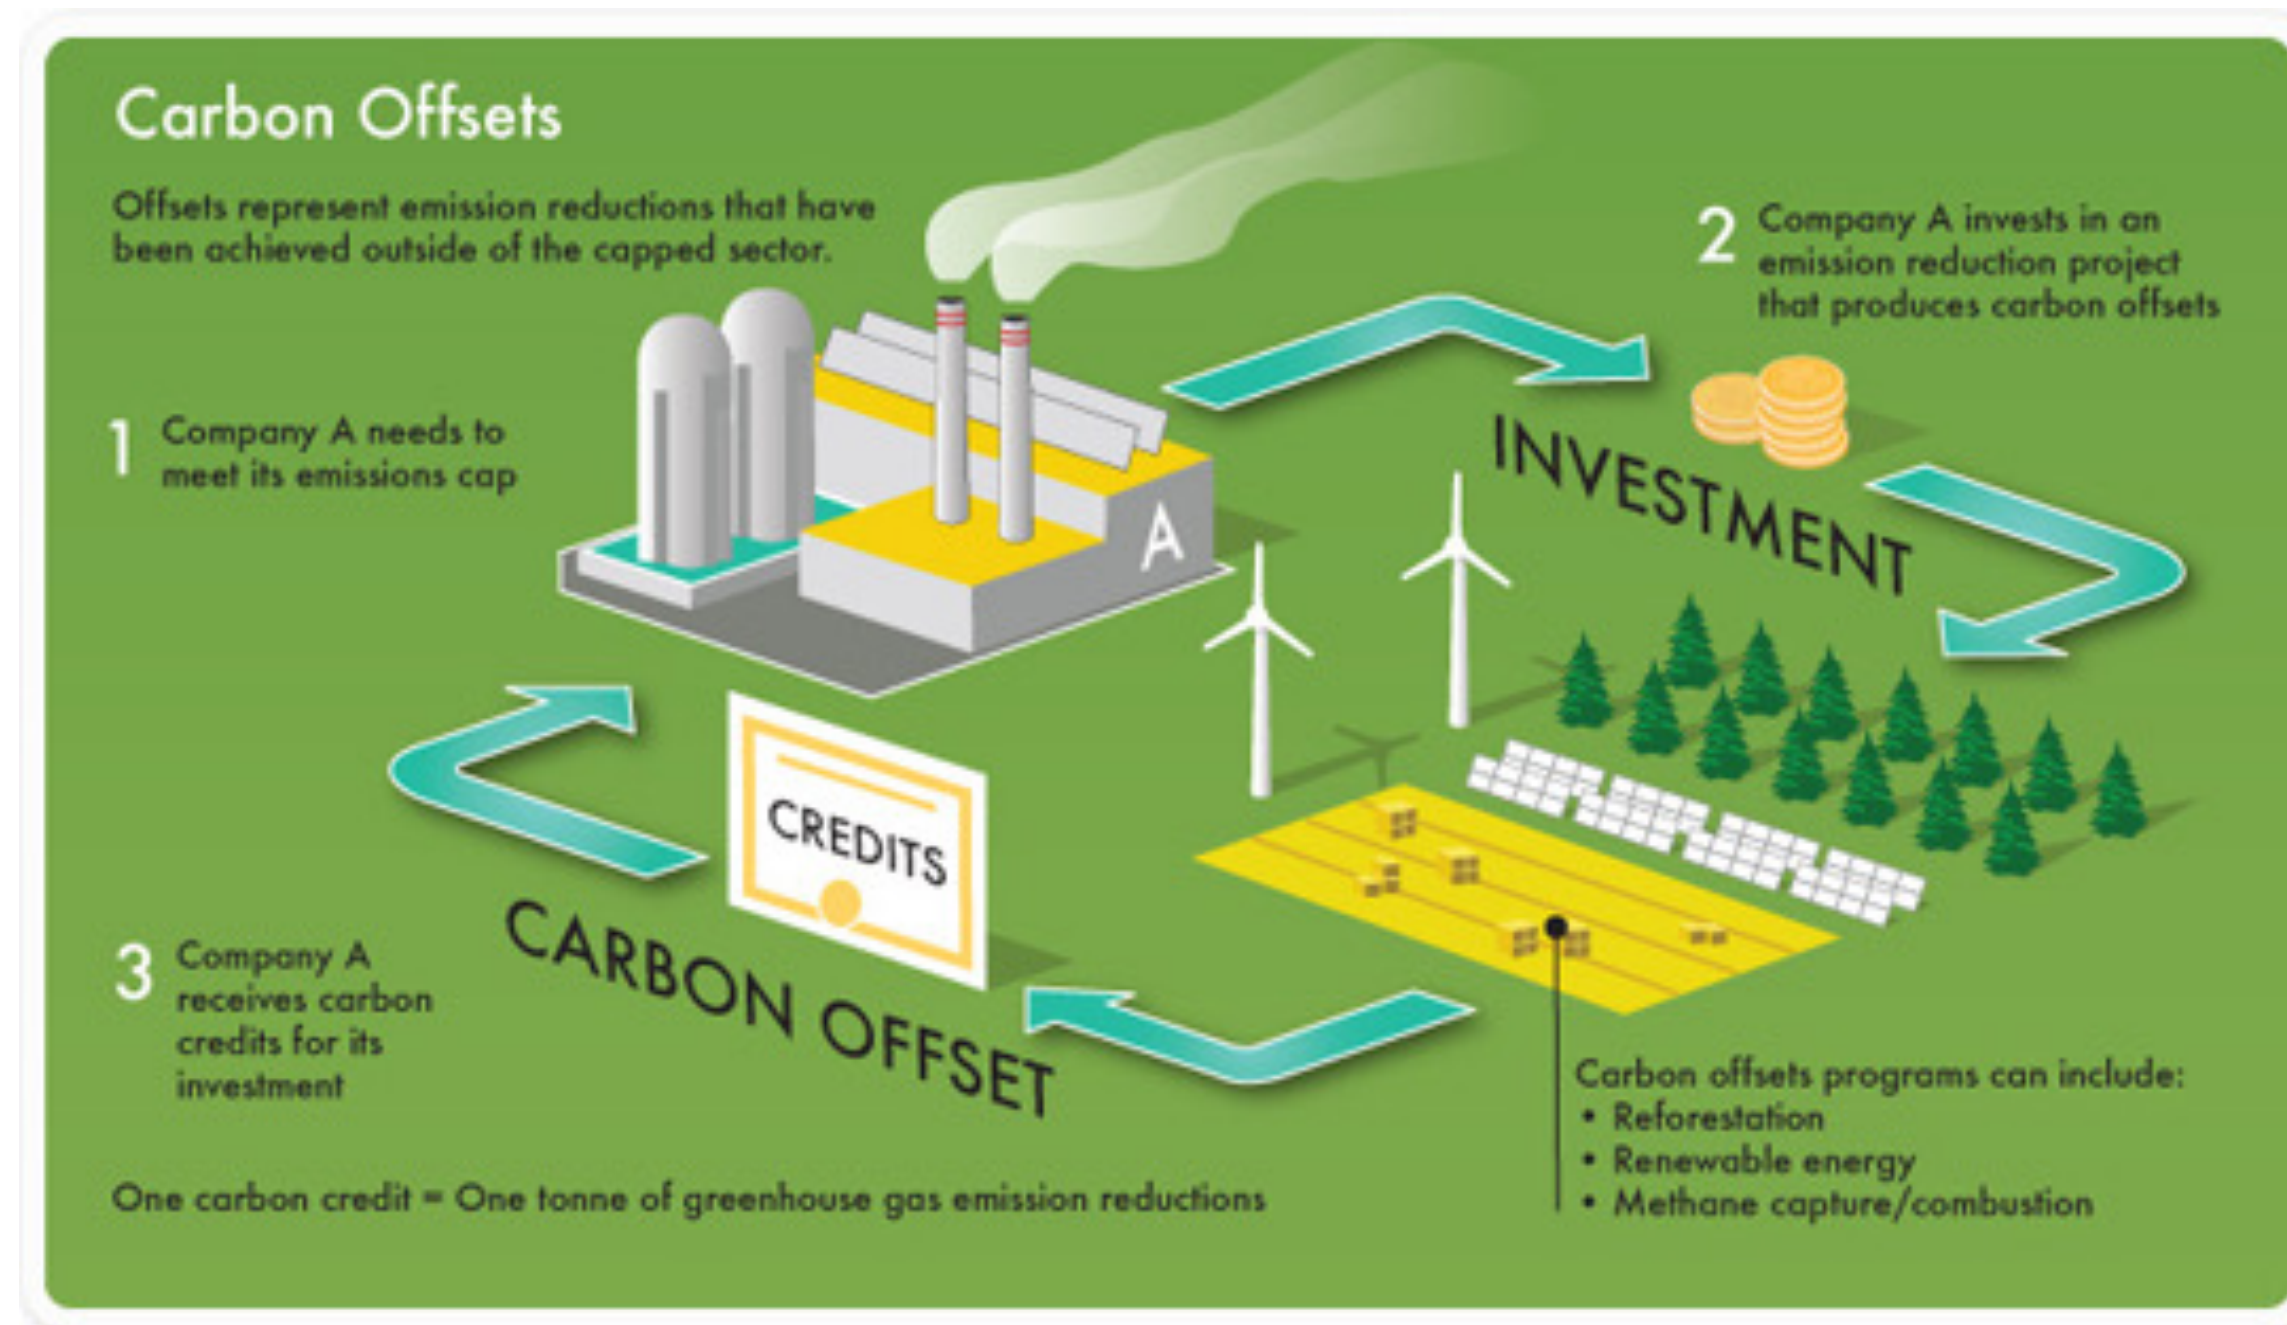 Carbon Offsets
Offsets represent emission reductions that have
been achieved outside of the capped sector.
1 Company A needs to
meet its emissions cap
A
2 Company A invests in an
emission reduction project
that produces carbon offsets
INVESTMENT
CREDITS
CARBON OFFSET
3 Company A
receives carbon
credits for its
investment
Carbon offsets programs can include:
• Reforestation
• Renewable energy
• Methane capture/combustion
One carbon credit = One tonne of greenhouse gas emission reductions